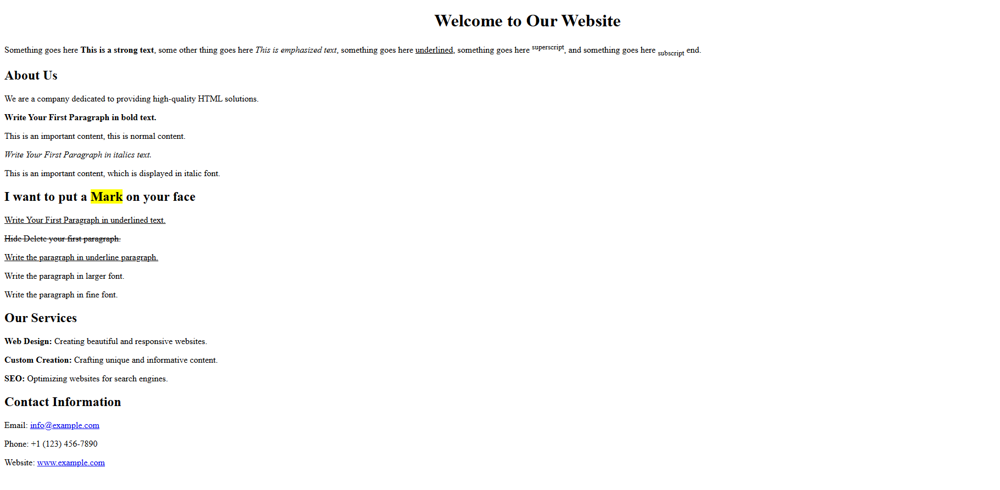 Welcome to Our Website
Something goes here This is a strong text, some other thing goes here This is emphasized text, something goes here underlined, something goes here superscript, and something goes here subscript end.
About Us
We are a company dedicated to providing high-quality HTML solutions.
Write Your First Paragraph in bold text.
This is an important content, this is normal content.
Write Your First Paragraph in italics text.
This is an important content, which is displayed in italic font.
I want to put a Mark on your face
Write Your First Paragraph in underlined text.
Hide Delete your first paragraph.
Write the paragraph in underline paragraph.
Write the paragraph in larger font.
Write the paragraph in fine font.
Our Services
Web Design: Creating beautiful and responsive websites.
Custom Creation: Crafting unique and informative content.
SEO: Optimizing websites for search engines.
Contact Information
Email: info@example.com
Phone: +1 (123) 456-7890
Website: www.example.com